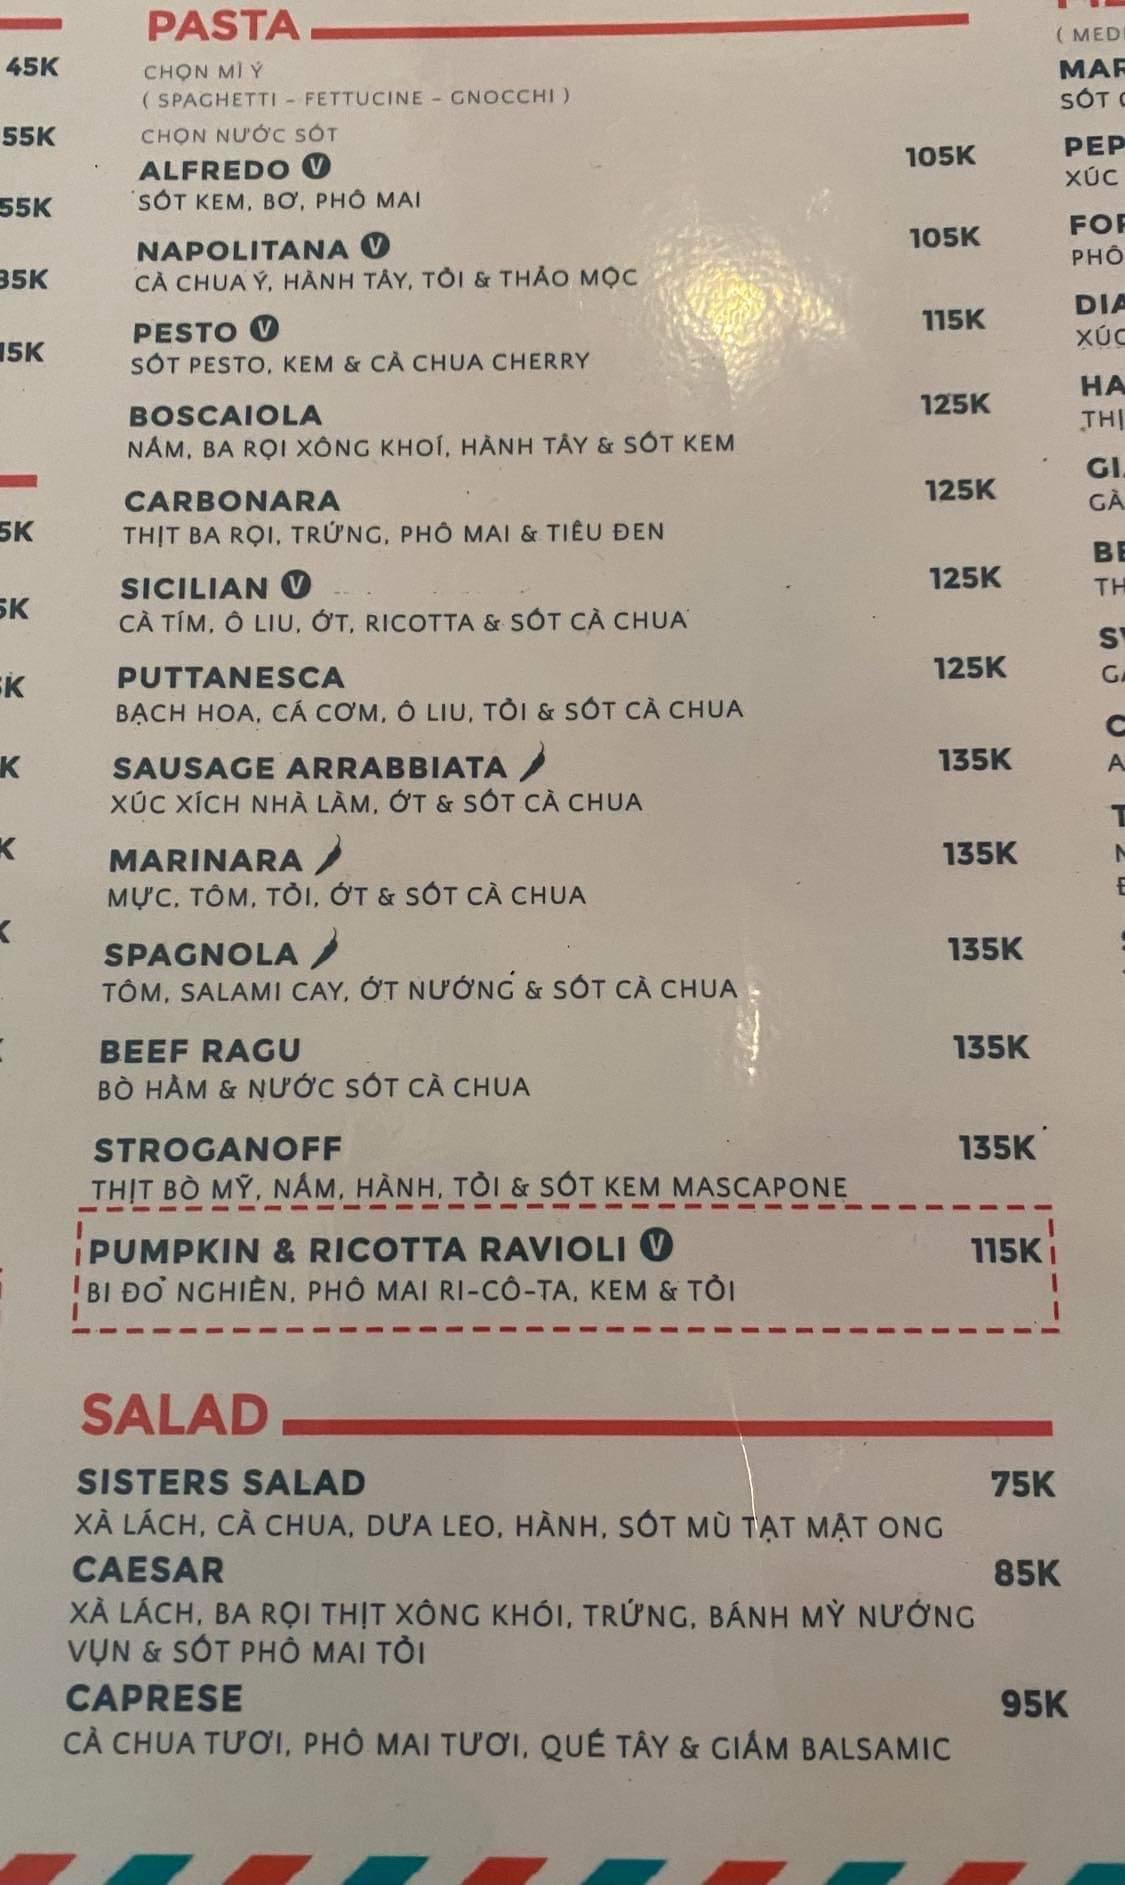 45K
55K
55K
35K
15K
5K
5K
5K
K
K
K
PASTA
CHỌN MÌ Ý
( SPAGHETTI - FETTUCINE - GNOCCHI )
CHỌN NƯỚC SỐT
ALFREDO V 105K
SỐT KEM, BƠ, PHÔ MAI
NAPOLITANA V 105K
CÀ CHUA Ý, HÀNH TÂY, TỎI & THẢO MỘC
PESTO V 115K
SỐT PESTO, KEM & CÀ CHUA CHERRY
BOSCAIOLA 125K
NẤM, BA RỌI XÔNG KHOÍ, HÀNH TÂY & SỐT KEM
CARBONARA 125K
THỊT BA RỌI, TRỨNG, PHÔ MAI & TIÊU ĐEN
SICILIAN V 125K
CÀ TÍM, Ô LIU, ỚT, RICOTTA & SỐT CÀ CHUA
PUTTANESCA 125K
BẠCH HOA, CÁ CƠM, Ô LIU, TỎI & SỐT CÀ CHUA
SAUSAGE ARRABBIATA 135K
XÚC XÍCH NHÀ LÀM, ỚT & SỐT CÀ CHUA
MARINARA 135K
MỰC, TÔM, TỎI, ỚT & SỐT CÀ CHUA
SPAGNOLA 135K
TÔM, SALAMI CAY, ỚT NƯỚNG & SỐT CÀ CHUA
BEEF RAGU 135K
BÒ HẦM & NƯỚC SỐT CÀ CHUA
STROGANOFF 135K
THỊT BÒ MỸ, NẤM, HÀNH, TỎI & SỐT KEM MASCAPONE
PUMPKIN & RICOTTA RAVIOLI V 115K
BI ĐỎ NGHIỀN, PHÔ MAI RI-CÔ-TA, KEM & TỎI
SALAD
SISTERS SALAD 75K
XÀ LÁCH, CÀ CHUA, DƯA LEO, HÀNH, SỐT MÙ TẠT MẬT ONG
CAESAR 85K
XÀ LÁCH, BA RỌI THỊT XÔNG KHÓI, TRỨNG, BÁNH MỲ NƯỚNG
VỤN & SỐT PHÔ MAI TỎI
CAPRESE 95K
CÀ CHUA TƯƠI, PHÔ MAI TƯƠI, QUẾ TÂY & GIẤM BALSAMIC
( MED
MAR
SỐT
PEP
XÚC
FOR
PHÔ
DIA
XÚC
HA
THỊ
GI
GÀ
BE
TH